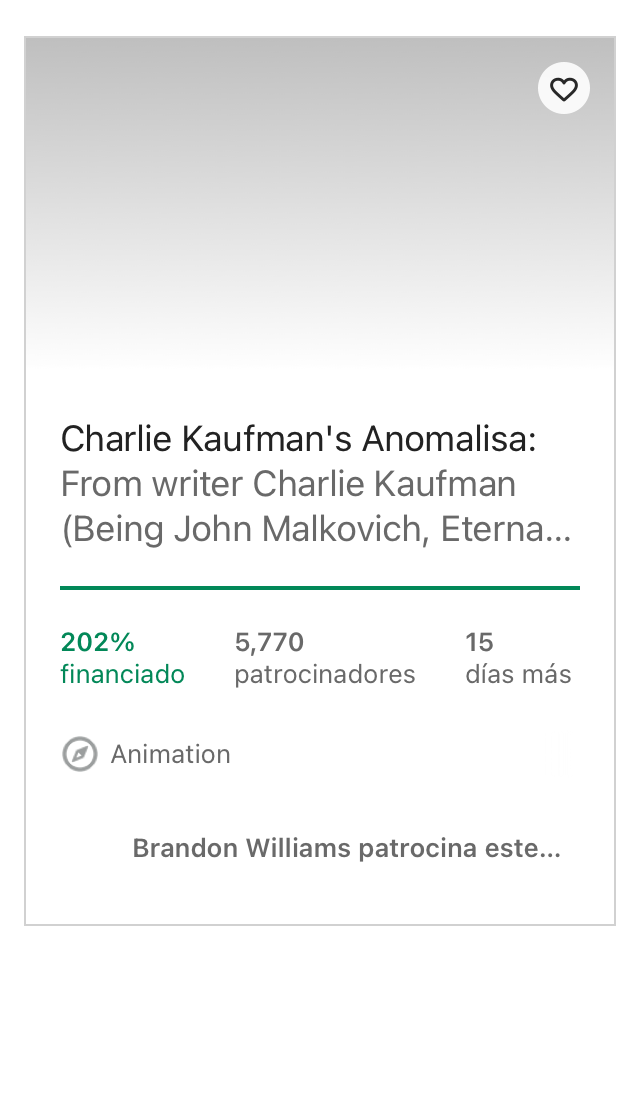 Charlie Kaufman's Anomalisa:
From writer Charlie Kaufman
(Being John Malkovich, Eterna...
202%
financiado
5,770
patrocinadores
15
días más
Animation
Brandon Williams patrocina este...